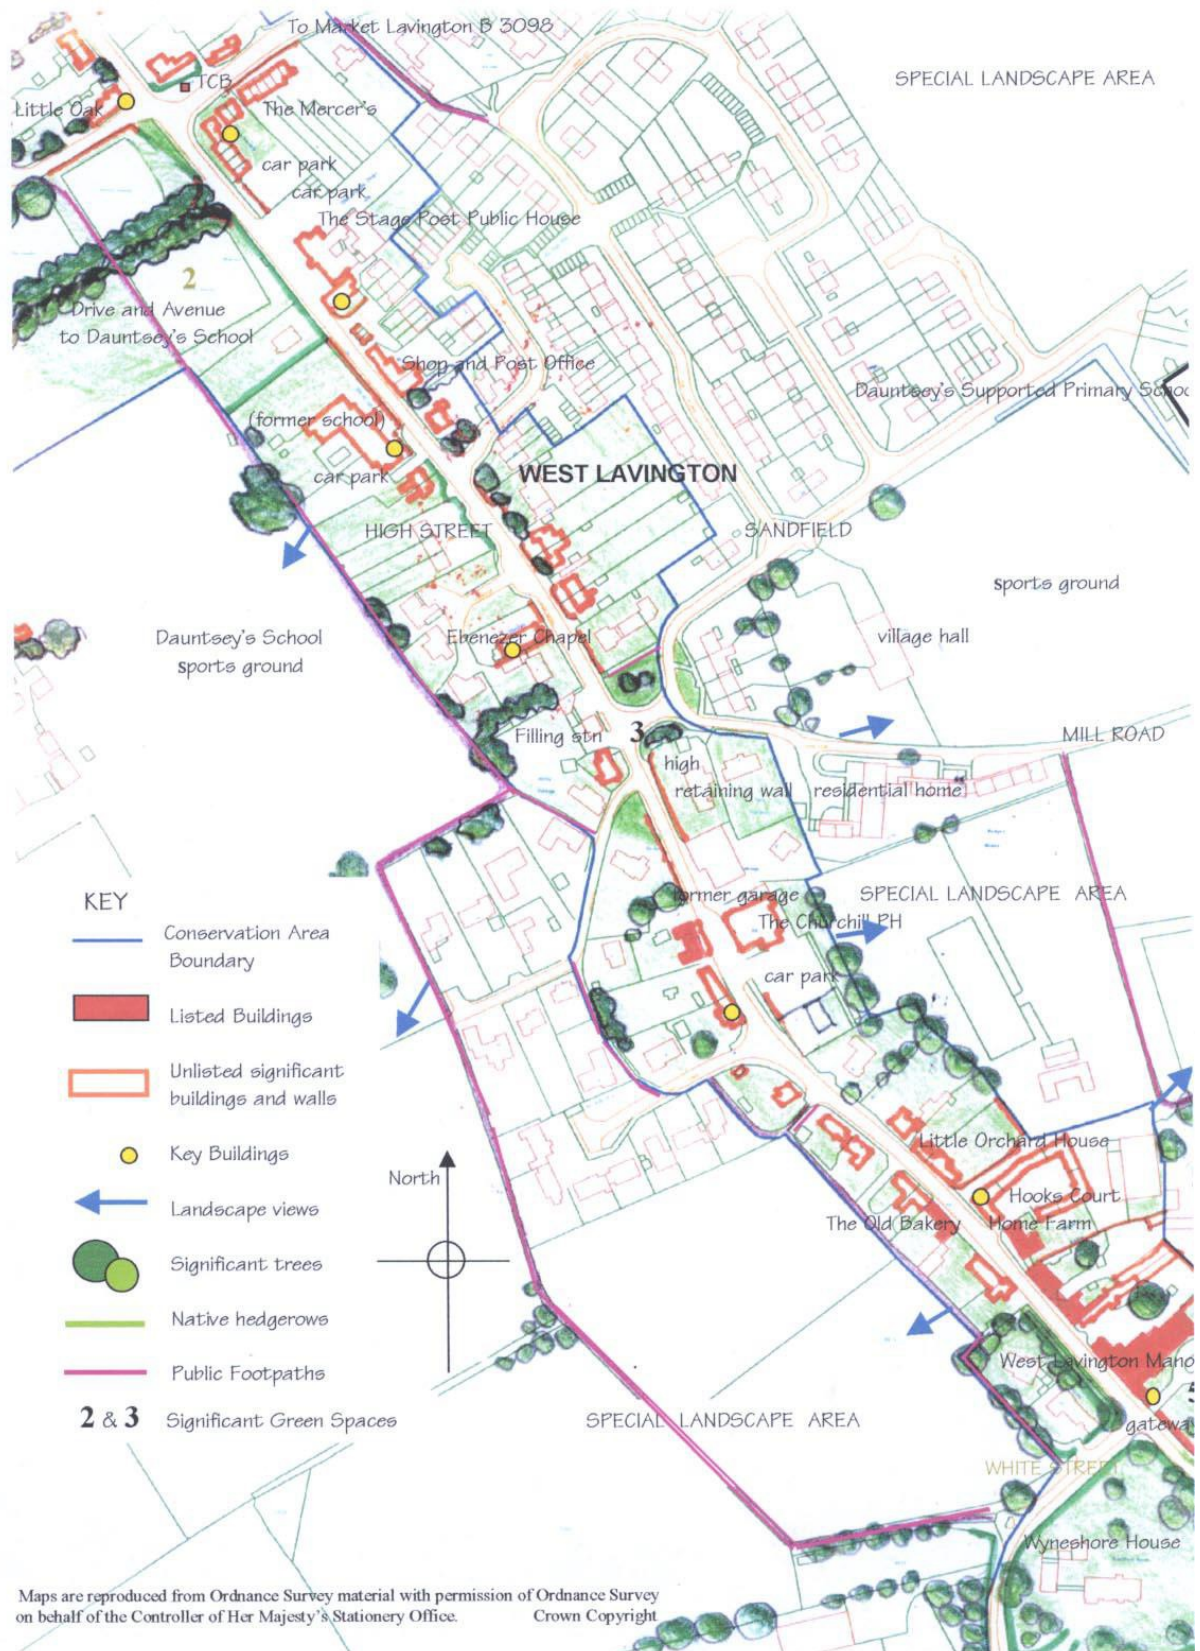 To Market Lavington B 3098
SPECIAL LANDSCAPE AREA
TCB
Little Oak
The Mercer's
car park
car park
The Stage Post Public House
2
Drive and Avenue
to Dauntsey's School
Shop and Post Office
Dauntsey's Supported Primary Schoo
(former school)
car park
WEST LAVINGTON
HIGH STREET
SANDFIELD
sports ground
Dauntsey's School
sports ground
Ebenezer Chapel
village hall
Filling stn
3
MILL ROAD
high
retaining wall
residential home
former garage
SPECIAL LANDSCAPE AREA
The Churchill PH
car park
KEY
Conservation Area
Boundary
Listed Buildings
Unlisted significant
buildings and walls
Key Buildings
Landscape views
Significant trees
Native hedgerows
Public Footpaths
2 & 3 Significant Green Spaces
North
Little Orchard House
Hooks Court
The Old Bakery
Home Farm
West Lavington Mano
5
gatewa
SPECIAL LANDSCAPE AREA
WHITE STREET
Wyneshore House
Maps are reproduced from Ordnance Survey material with permission of Ordnance Survey
on behalf of the Controller of Her Majesty's Stationery Office. Crown Copyright